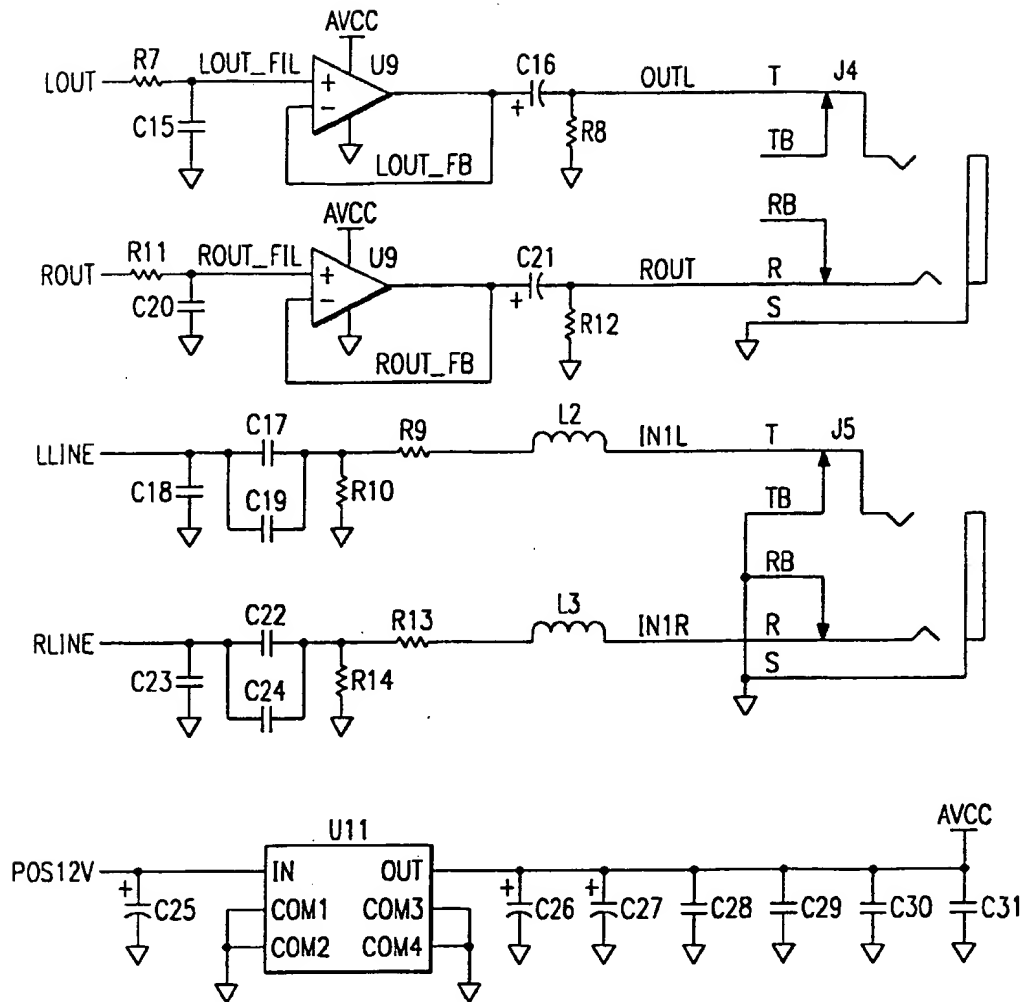 AVCC
R7 LOUT_FIL U9 C16 T J4
LOUT + OUTL
− +
C15 R8 TB
LOUT_FB
AVCC RB
R11 ROUT_FIL U9 C21
ROUT + ROUT R
− +
C20 R12 S
ROUT_FB
C17 R9 L2 IN1L T J5
LLINE
C18 C19 R10 TB
RB
C22 R13 L3 IN1R R
RLINE
C23 C24 R14 S
U11 AVCC
POS12V IN OUT
+ + +
C25 COM1 COM3 C26 C27 C28 C29 C30 C31
COM2 COM4